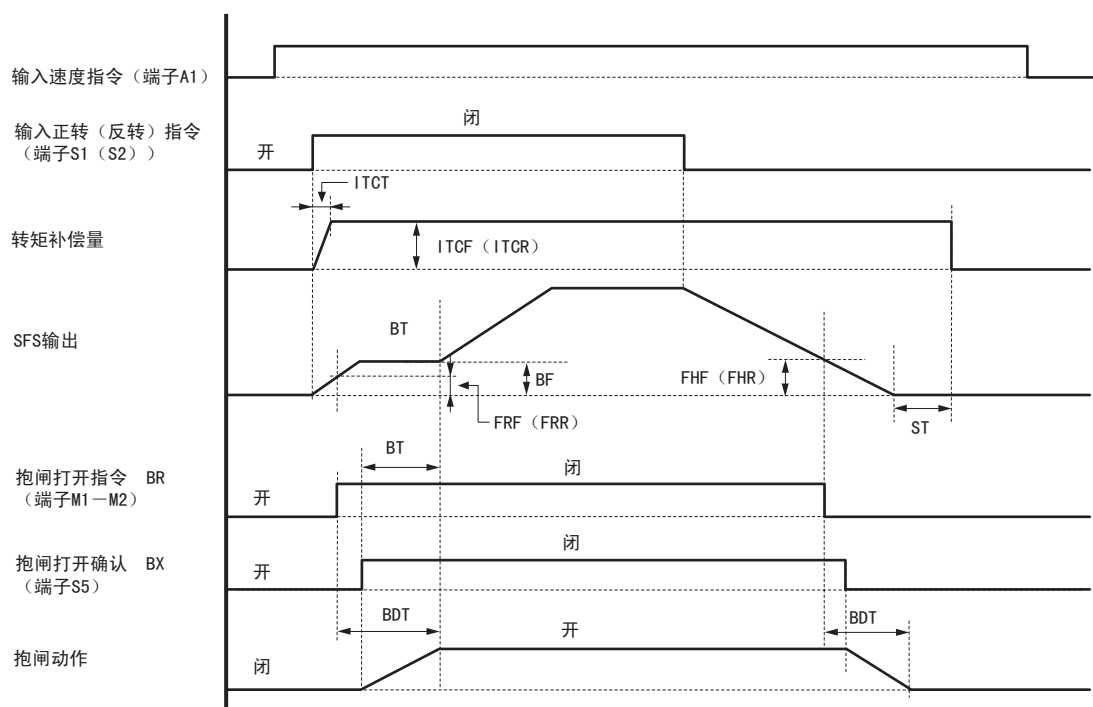 输入速度指令（端子A1）
闭
输入正转（反转）指令
（端子S1（S2））
开
ITCT
转矩补偿量
ITCF（ITCR）
SFS输出
BT
BF
FHF（FHR）
FRF（FRR）
ST
BT
抱闸打开指令 BR
（端子M1－M2）
开
闭
抱闸打开确认 BX
（端子S5）
开
闭
BDT
开
BDT
抱闸动作
闭